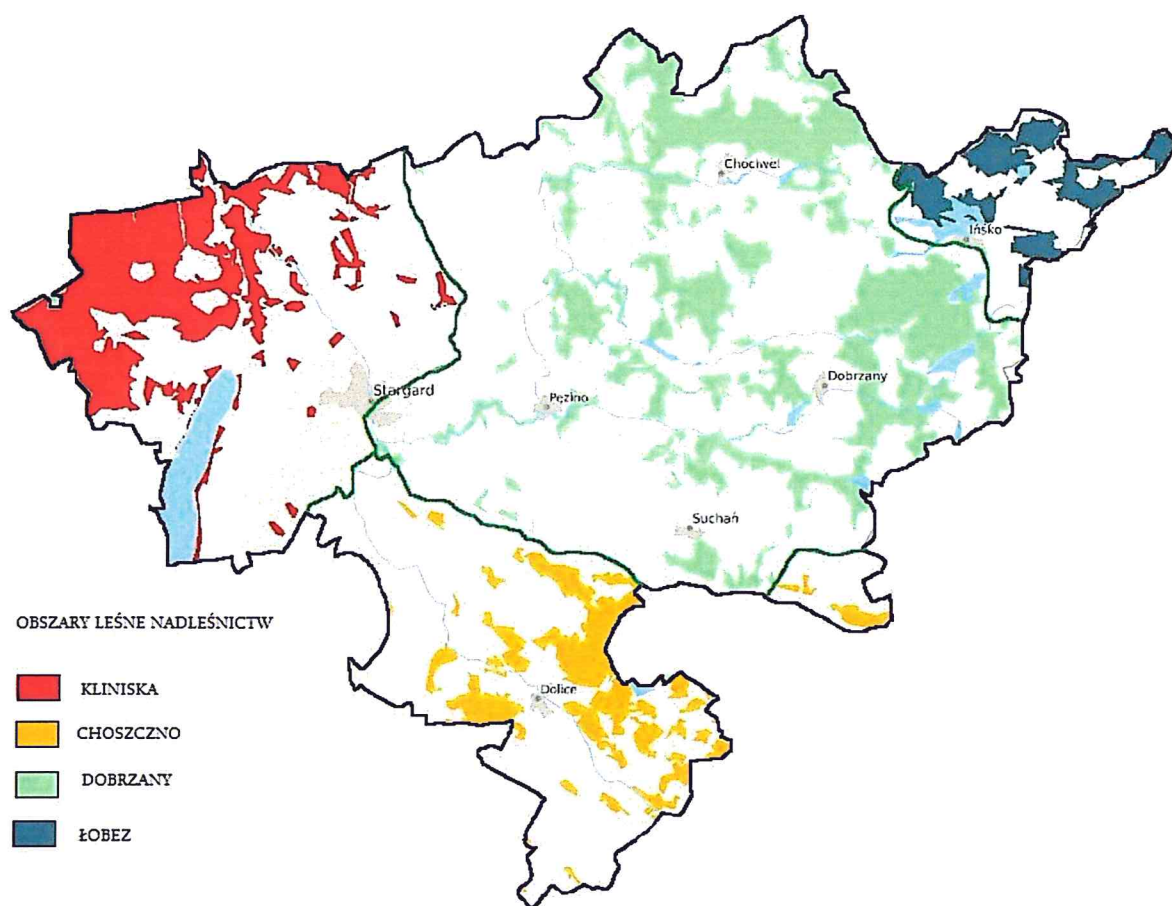 Chociwel
Ińsko
Stargard
Pęzino
Dobrzany
Suchań
Dolice
OBSZARY LEŚNE NADLEŚNICTW
KLINISKA
CHOSZCZNO
DOBRZANY
ŁOBEZ